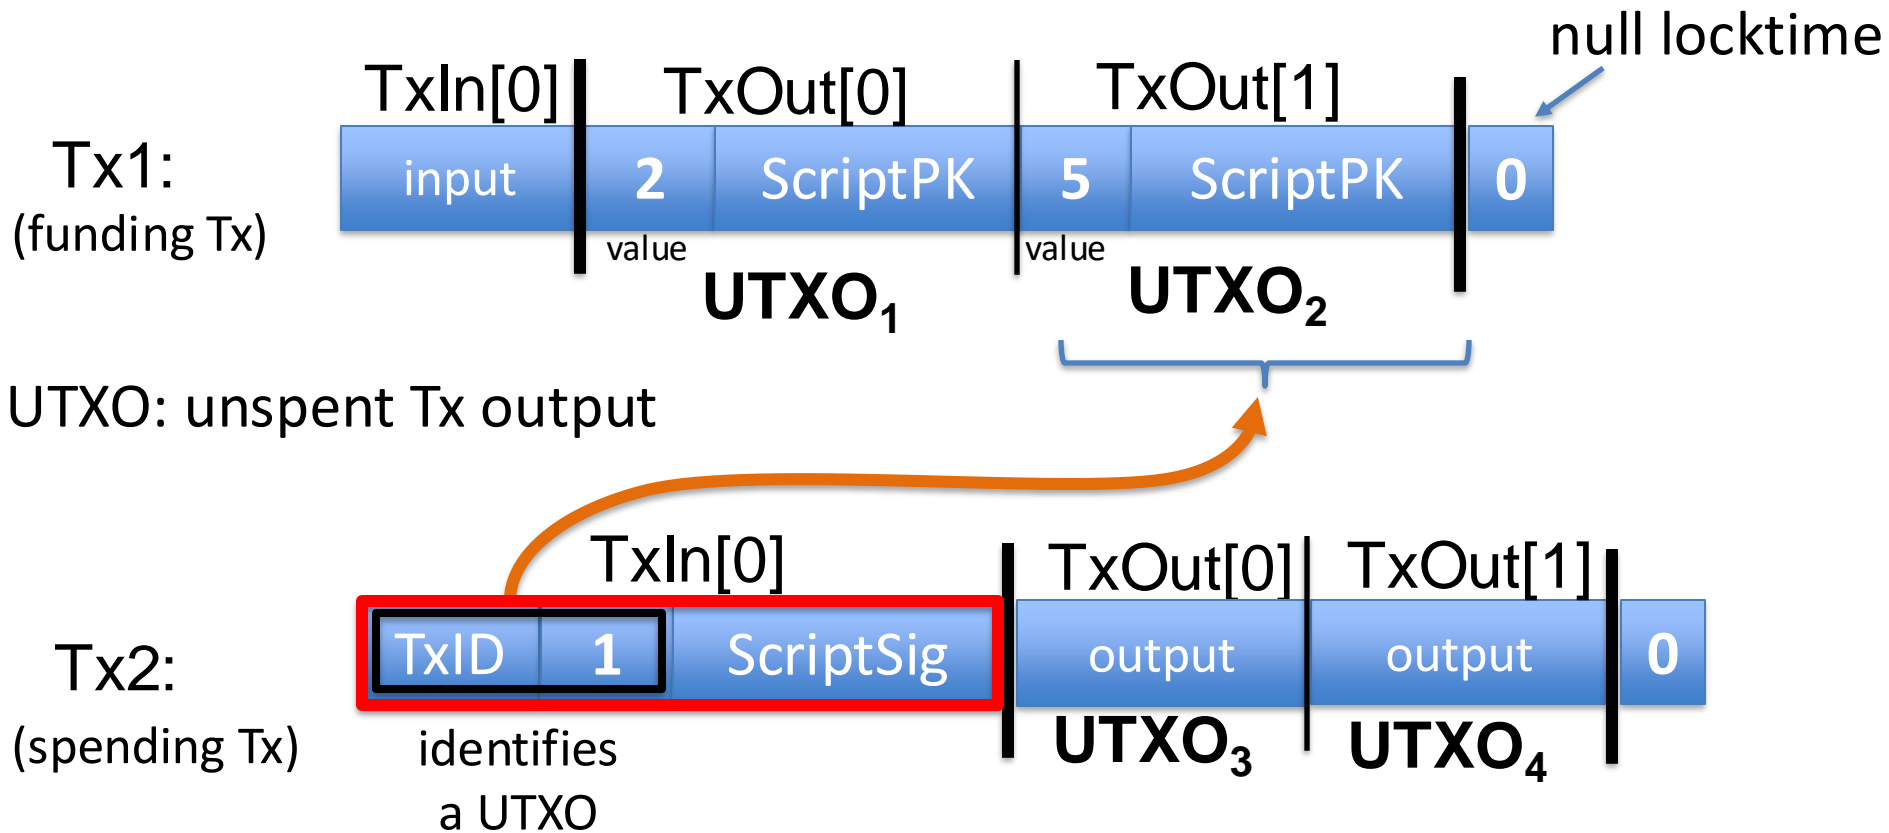 null locktime
TxIn[0] TxOut[0] TxOut[1]
Tx1: input 2 ScriptPK 5 ScriptPK 0
(funding Tx) value value
UTXO₁ UTXO₂
UTXO: unspent Tx output
TxIn[0] TxOut[0] TxOut[1]
Tx2: TxID 1 ScriptSig output output 0
(spending Tx) identifies UTXO₃ UTXO₄
a UTXO